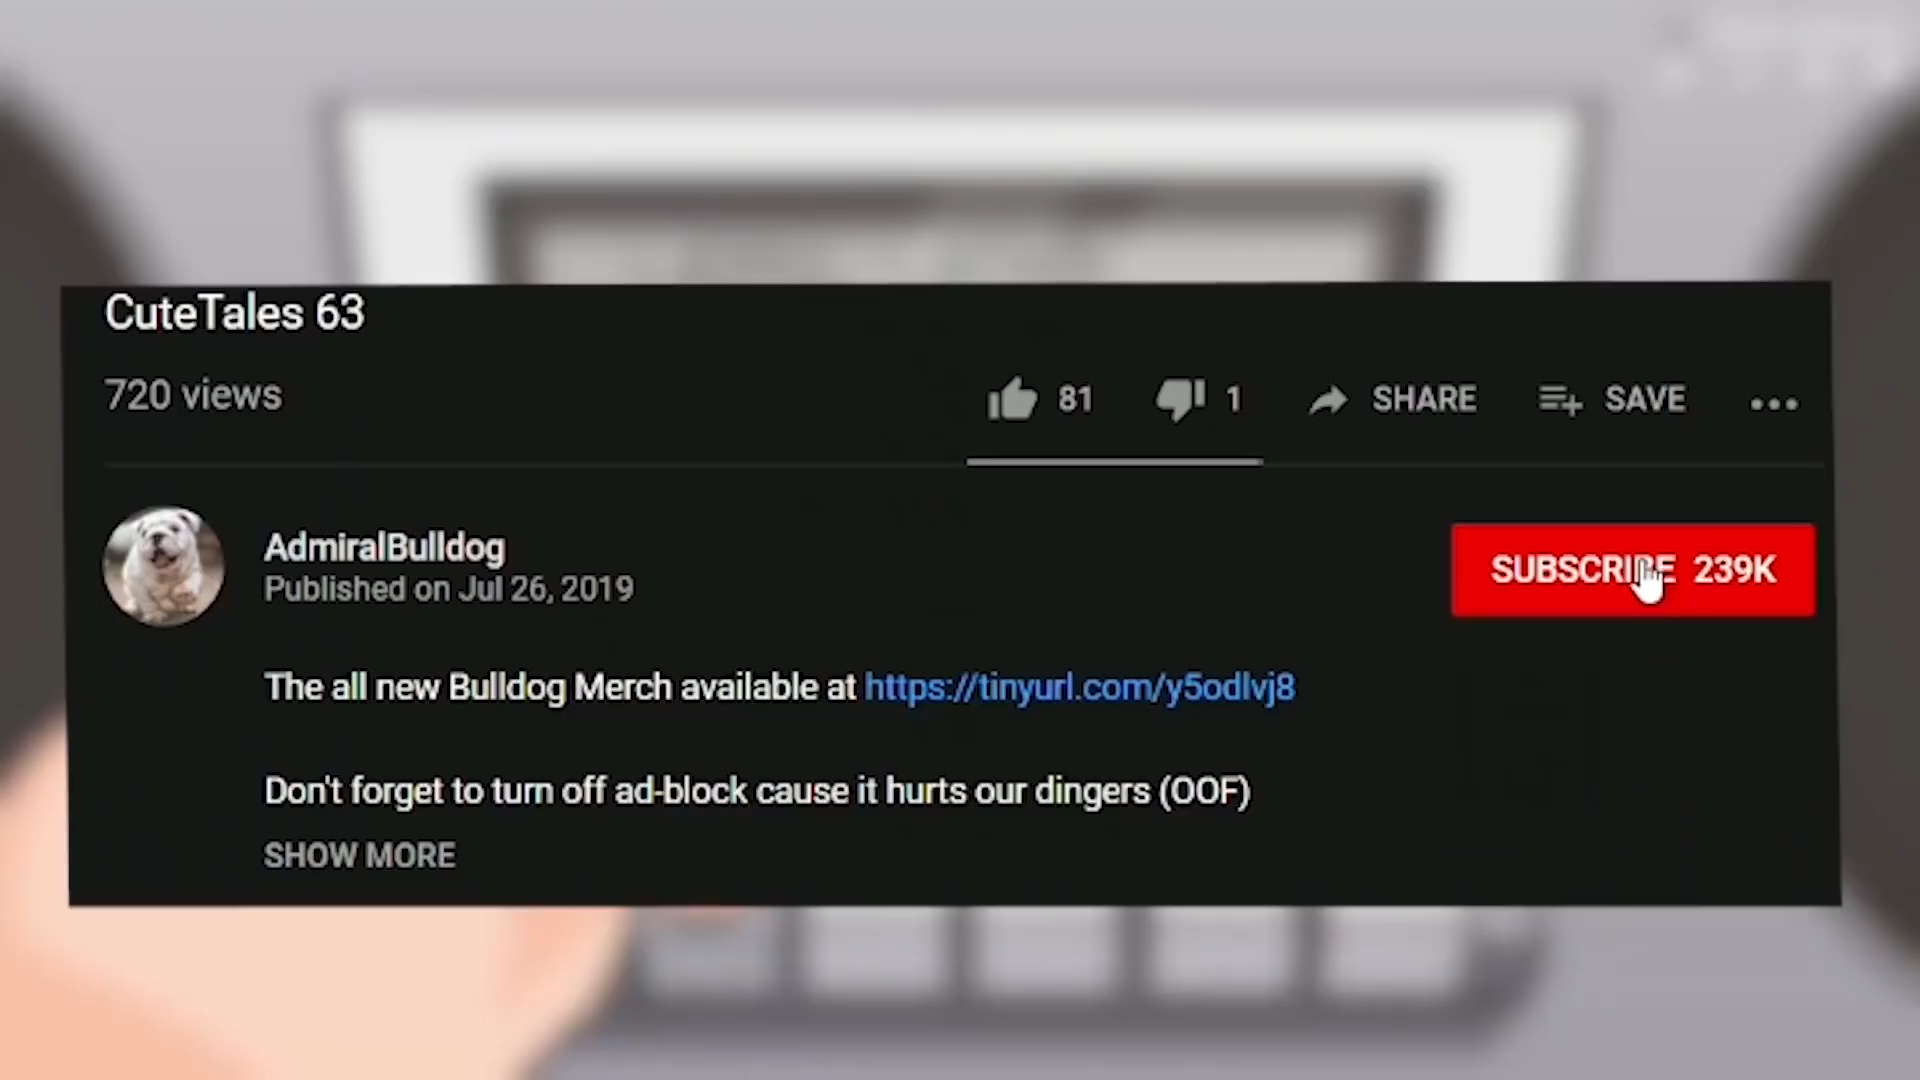 CuteTales 63
720 views
81 1 SHARE SAVE
AdmiralBulldog
Published on Jul 26, 2019
SUBSCRIBE 239K
The all new Bulldog Merch available at https://tinyurl.com/y5odlvj8
Don't forget to turn off ad-block cause it hurts our dingers (OOF)
SHOW MORE